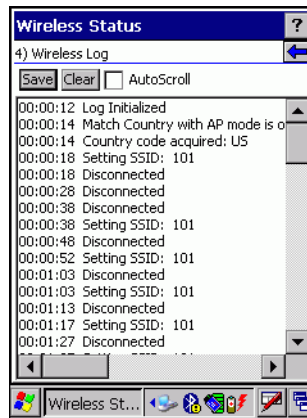 Wireless Status ?
4) Wireless Log
Save Clear AutoScroll
00:00:12 Log Initialized
00:00:14 Match Country with AP mode is o
00:00:14 Country code acquired: US
00:00:18 Setting SSID: 101
00:00:18 Disconnected
00:00:28 Disconnected
00:00:38 Disconnected
00:00:38 Setting SSID: 101
00:00:48 Disconnected
00:00:52 Setting SSID: 101
00:01:03 Disconnected
00:01:03 Setting SSID: 101
00:01:13 Disconnected
00:01:17 Setting SSID: 101
00:01:27 Disconnected
Wireless St...